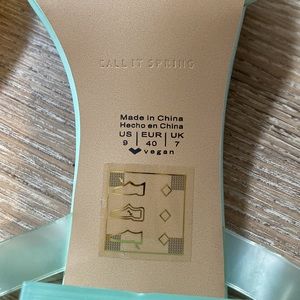 CALL IT SPRING
Made in China
Hecho en China
US | EUR | UK
9 | 40 | 7
vegan